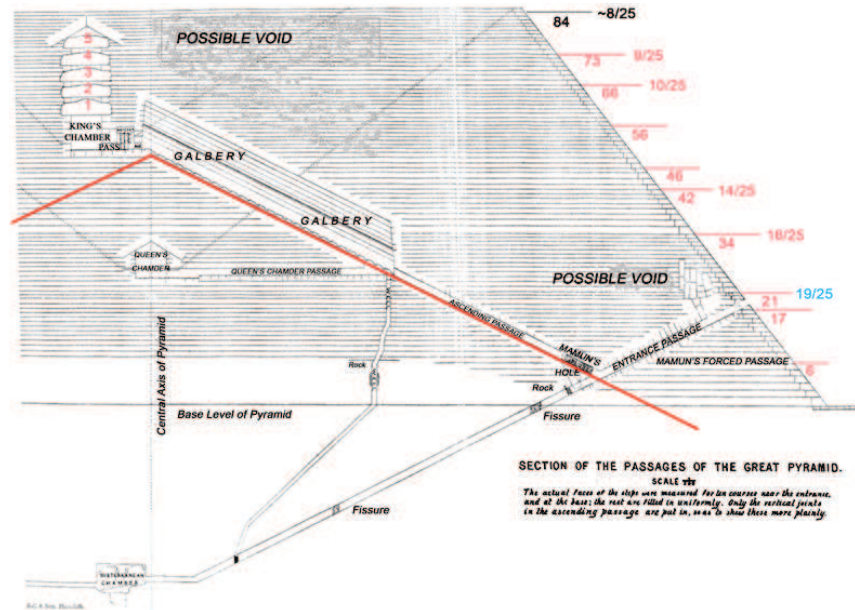 84 ~8/25
POSSIBLE VOID
73 9/25
66 10/25
5
4
3
2
1
56
KING'S
CHAMBER
PASS
GALBERY
46
42 14/25
GALBERY
34 18/25
QUEEN'S
CHAMBER
QUEEN'S CHAMDER PASSAGE
POSSIBLE VOID
19/25
21
17
ASCENDING PASSAGE
ENTRANCE PASSAGE
MAMUN'S
HOLE
MAMUN'S FORCED PASSAGE
6
Rock
Rock
Central Axis of Pyramid
Base Level of Pyramid
Fissure
SECTION OF THE PASSAGES OF THE GREAT PYRAMID.
SCALE
The actual faces of the steps were measured for ten courses near the entrance,
and at the base; the rest are filled in uniformly. Only the vertical joints
in the ascending passage are put in, so as to show these more plainly.
Fissure
SUBTERRANEAN
CHAMBER